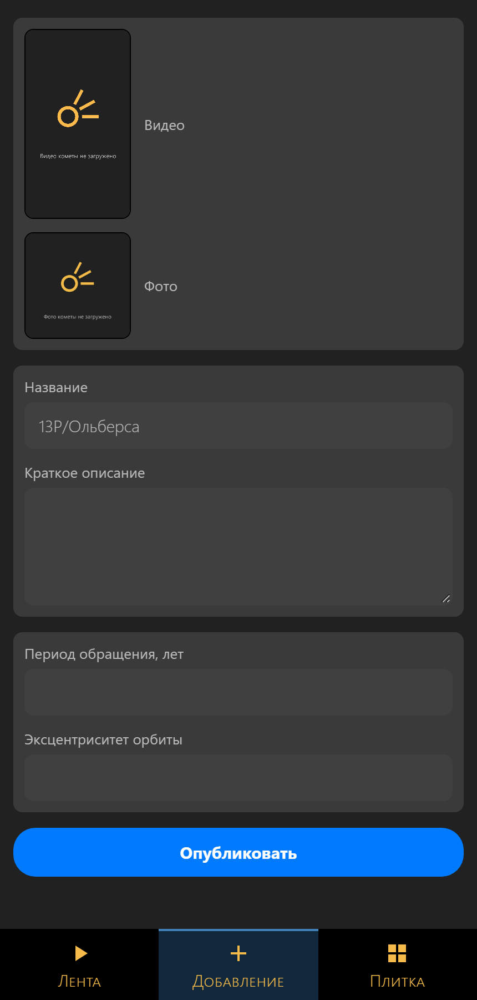 Видео кометы не загружено
Видео
Фото кометы не загружено
Фото
Название
13P/Ольберса
Краткое описание
Период обращения, лет
Эксцентриситет орбиты
Опубликовать
Лента
Добавление
Плитка